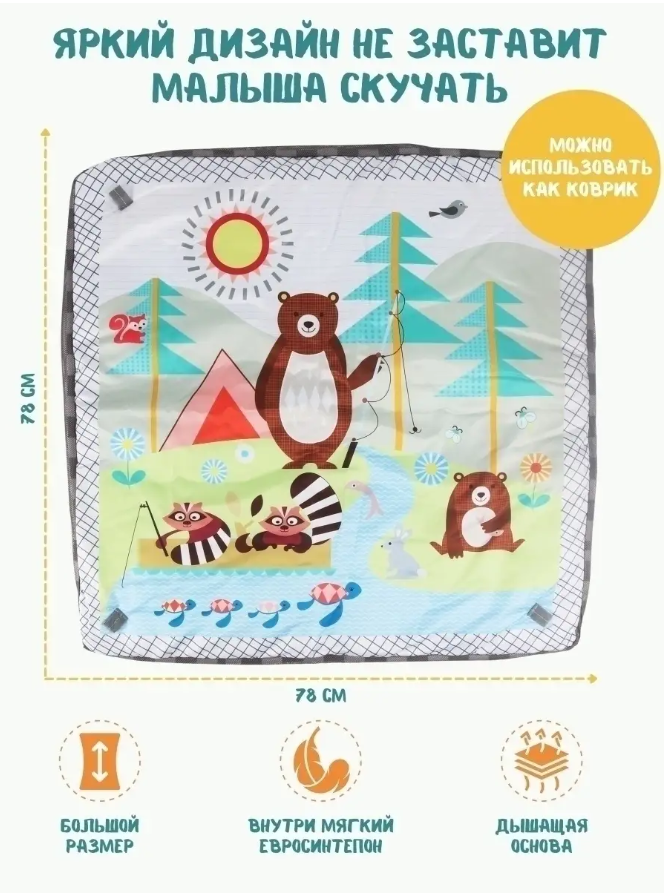 ЯРКИЙ ДИЗАЙН НЕ ЗАСТАВИТ
МАЛЫША СКУЧАТЬ
МОЖНО
ИСПОЛЬЗОВАТЬ
КАК КОВРИК
78 СМ
78 СМ
БОЛЬШОЙ
РАЗМЕР
ВНУТРИ МЯГКИЙ
ЕВРОСИНТЕПОН
ДЫШАЩАЯ
ОСНОВА